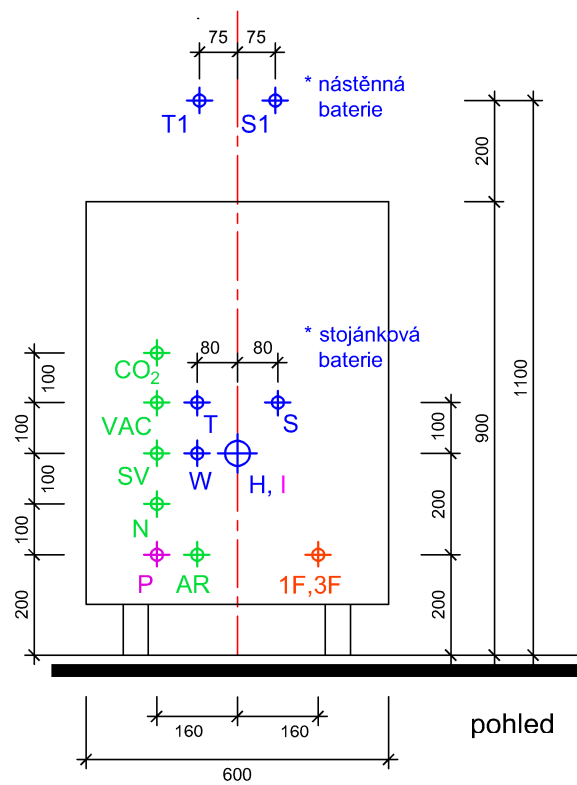 75 75
* nástěnná
baterie
T1 S1
200
* stojánková
baterie
80 80
CO₂
100
1100
900
VAC T S
100 100
SV W H, I
100 200
N
100
P AR 1F,3F
200 200
160 160
pohled
600